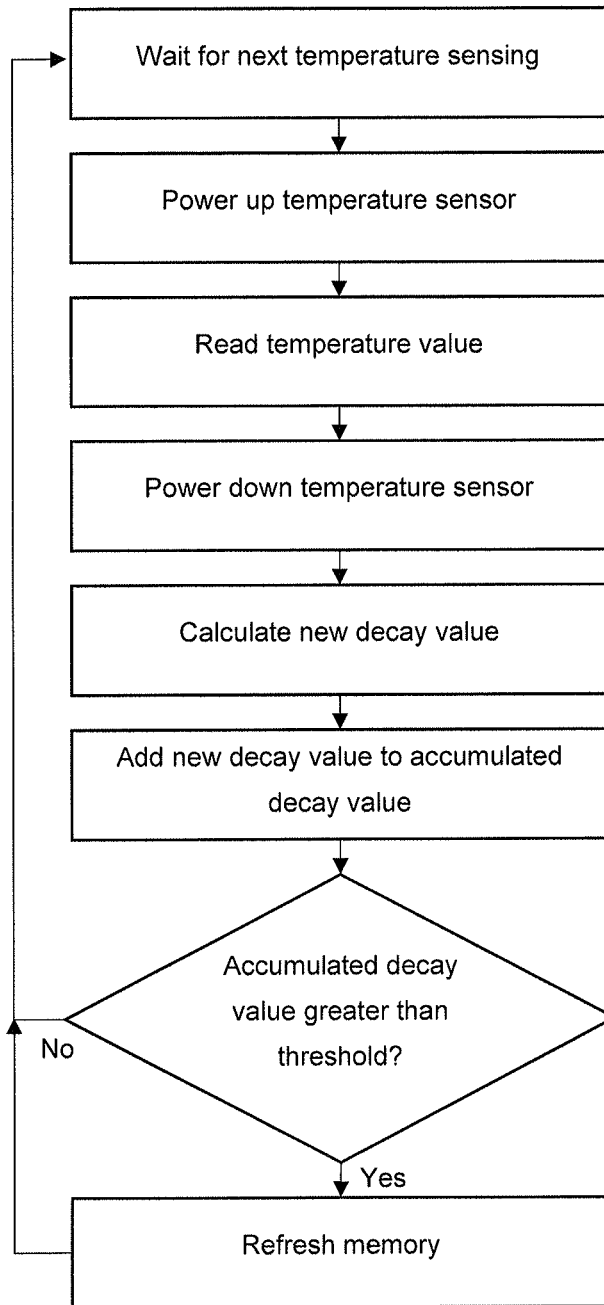 Wait for next temperature sensing
Power up temperature sensor
Read temperature value
Power down temperature sensor
Calculate new decay value
Add new decay value to accumulated
decay value
Accumulated decay
value greater than
threshold?
No
Yes
Refresh memory